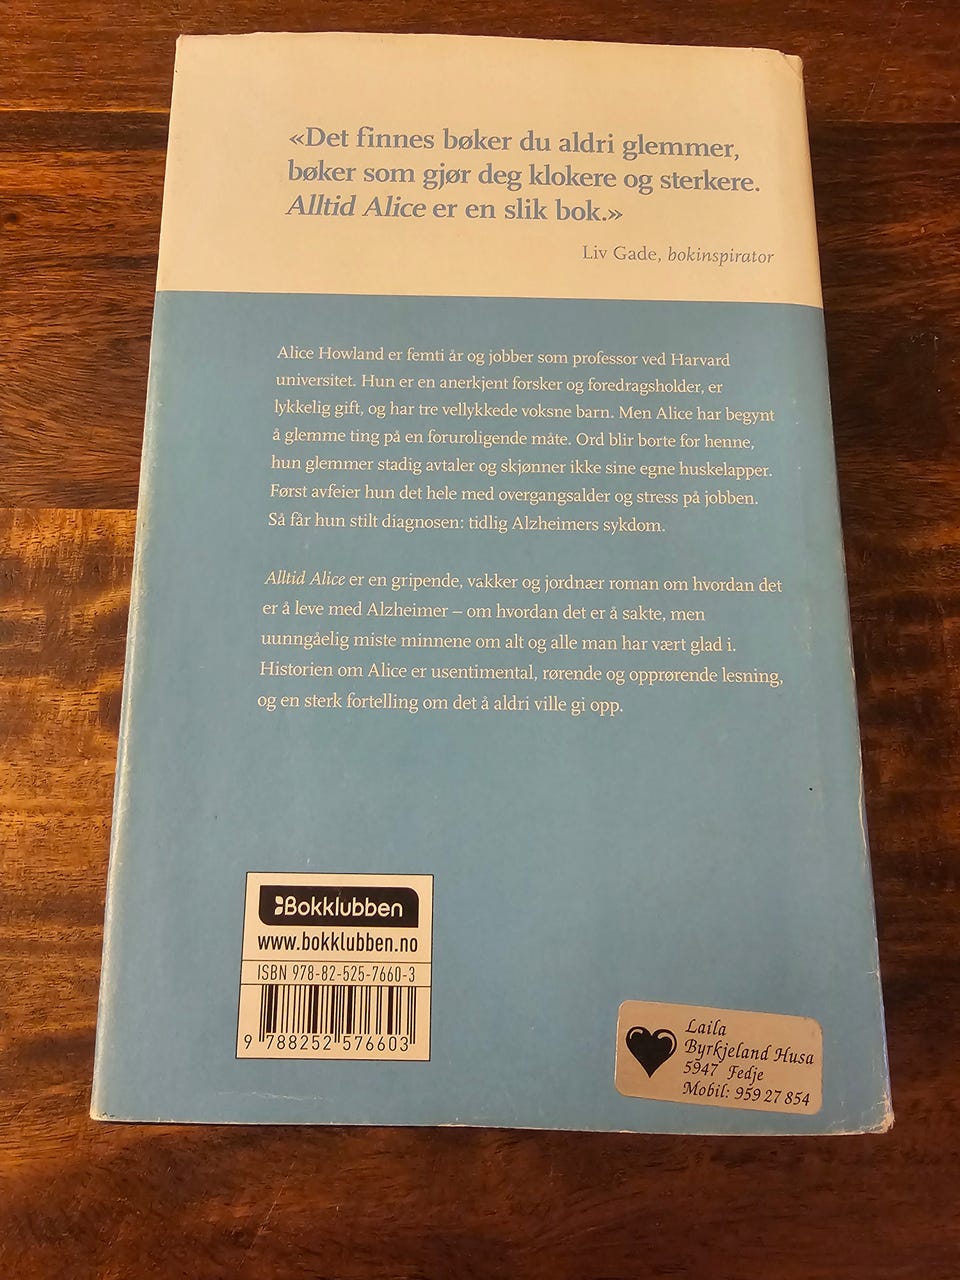 «Det finnes bøker du aldri glemmer,
bøker som gjør deg klokere og sterkere.
Alltid Alice er en slik bok.»
Liv Gade, bokinspirator
Alice Howland er femti år og jobber som professor ved Harvard
universitet. Hun er en anerkjent forsker og foredragsholder, er
lykkelig gift, og har tre vellykkede voksne barn. Men Alice har begynt
å glemme ting på en foruroligende måte. Ord blir borte for henne,
hun glemmer stadig avtaler og skjønner ikke sine egne huskelapper.
Først avfeier hun det hele med overgangsalder og stress på jobben.
Så får hun stilt diagnosen: tidlig Alzheimers sykdom.
Alltid Alice er en gripende, vakker og jordnær roman om hvordan det
er å leve med Alzheimer – om hvordan det er å sakte, men
uunngåelig miste minnene om alt og alle man har vært glad i.
Historien om Alice er usentimental, rørende og opprørende lesning,
og en sterk fortelling om det å aldri ville gi opp.
Bokklubben
www.bokklubben.no
ISBN 978-82-525-7660-3
9 788252 576603
Laila
Byrkjeland Husa
5947 Fedje
Mobil: 959 27 854